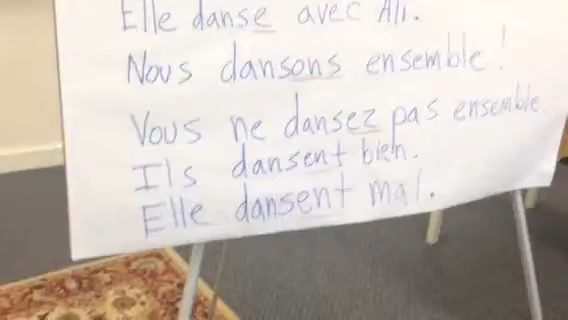 Elle danse avec Ali.
Nous dansons ensemble!
Vous ne dansez pas ensemble
Ils dansent bien.
Elle dansent mal.